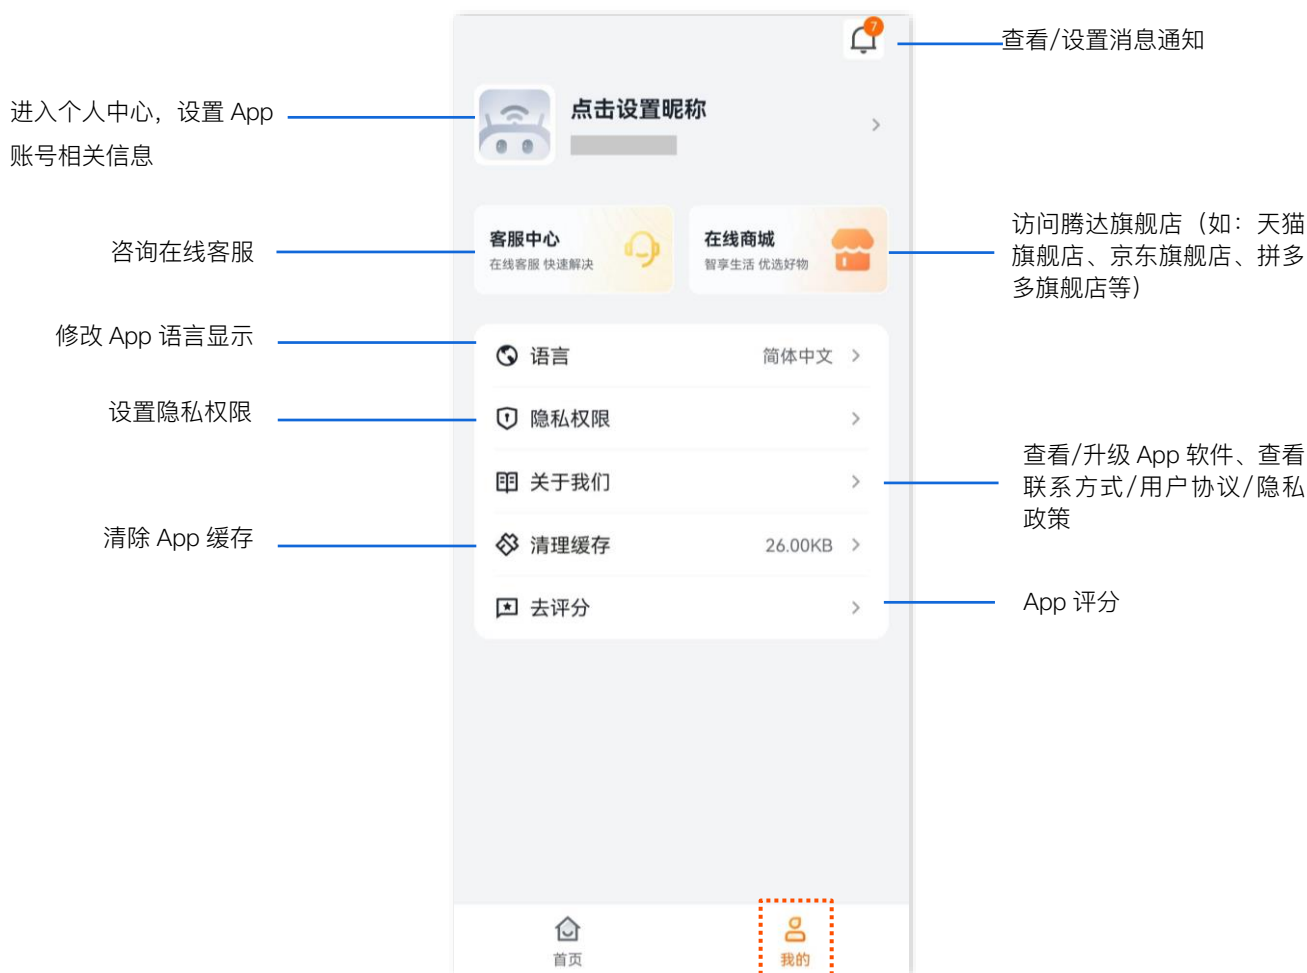 7
查看/设置消息通知
进入个人中心，设置 App
账号相关信息
点击设置昵称
咨询在线客服
客服中心
在线客服 快速解决
在线商城
智享生活 优选好物
访问腾达旗舰店（如：天猫
旗舰店、京东旗舰店、拼多
多旗舰店等）
修改 App 语言显示
语言
简体中文
设置隐私权限
隐私权限
关于我们
查看/升级 App 软件、查看
联系方式/用户协议/隐私
政策
清除 App 缓存
清理缓存
26.00KB
去评分
App 评分
首页
我的